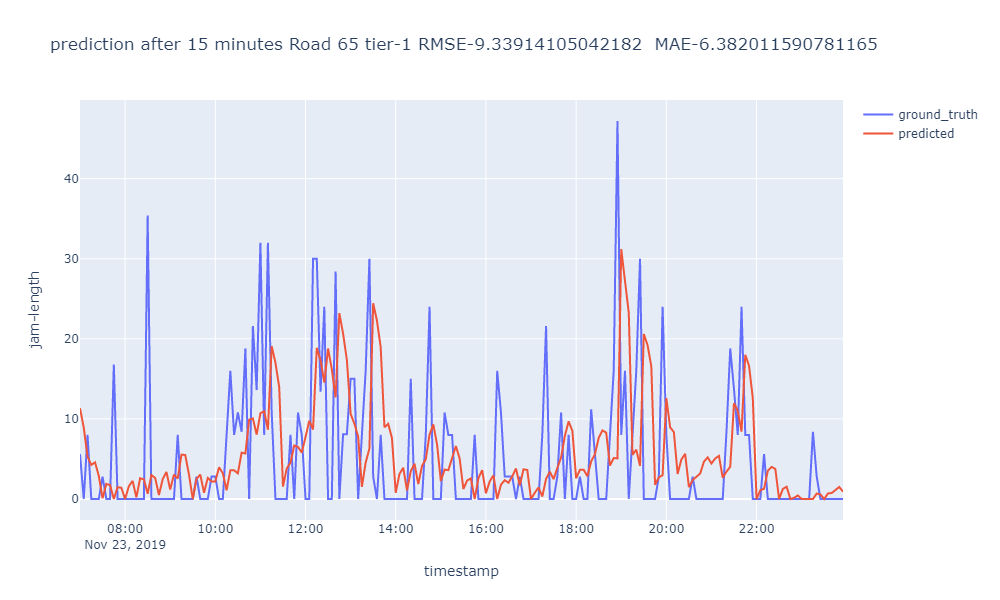 prediction after 15 minutes Road 65 tier-1 RMSE-9.33914105042182  MAE-6.382011590781165
ground_truth
predicted
40
30
20
10
0
jam-length
08:00 10:00 12:00 14:00 16:00 18:00 20:00 22:00
Nov 23, 2019
timestamp